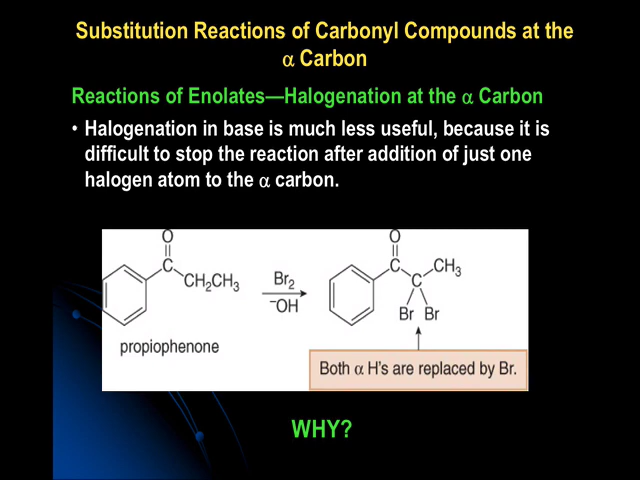 Substitution Reactions of Carbonyl Compounds at the
α Carbon
Reactions of Enolates—Halogenation at the α Carbon
• Halogenation in base is much less useful, because it is
difficult to stop the reaction after addition of just one
halogen atom to the α carbon.
O
C
CH₂CH₃
propiophenone
Br₂
⁻OH
O
C
CH₃
C
Br Br
Both α H's are replaced by Br.
WHY?